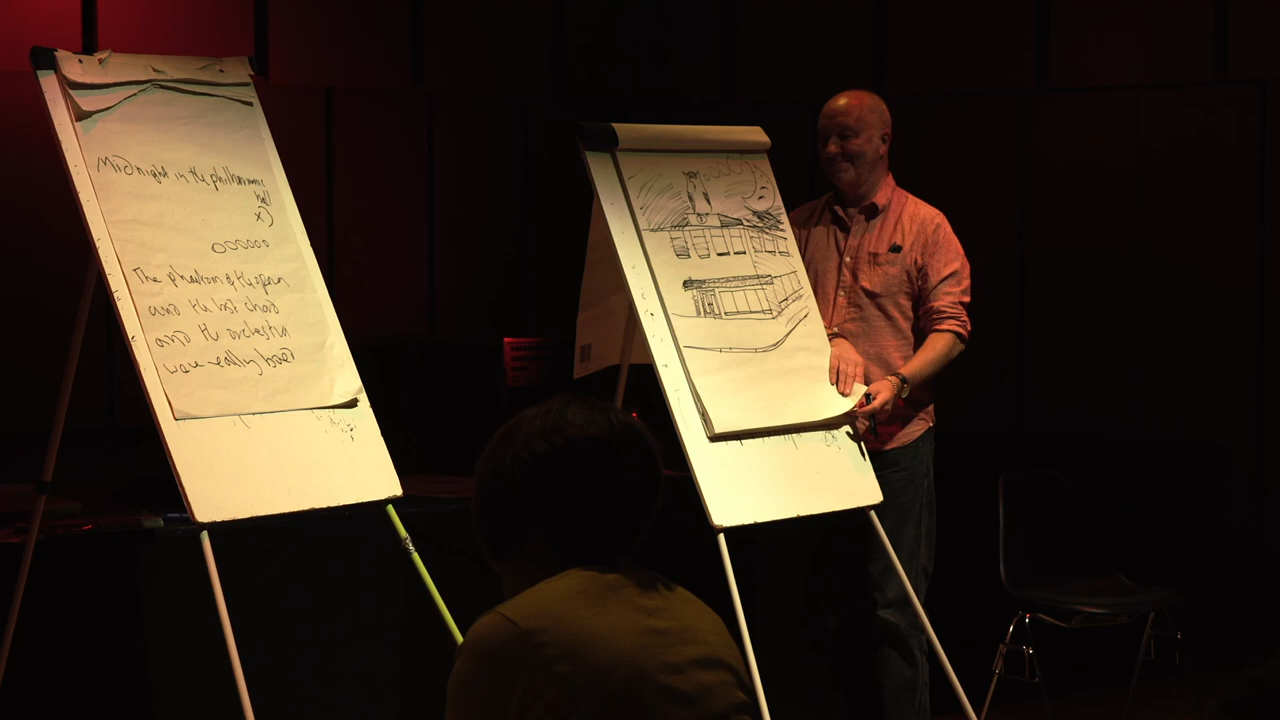 Midnight in the philharmonic
hall
The phantom of the opera
and the lost chord
and the orchestra
were really bad